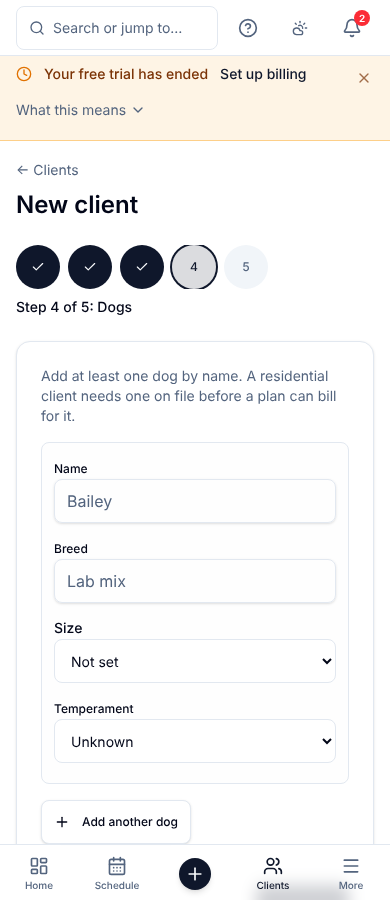 Search or jump to...
2
Your free trial has ended Set up billing
What this means
← Clients
New client
4 5
Step 4 of 5: Dogs
Add at least one dog by name. A residential
client needs one on file before a plan can bill
for it.
Name
Bailey
Breed
Lab mix
Size
Not set
Temperament
Unknown
+ Add another dog
Home Schedule Clients More